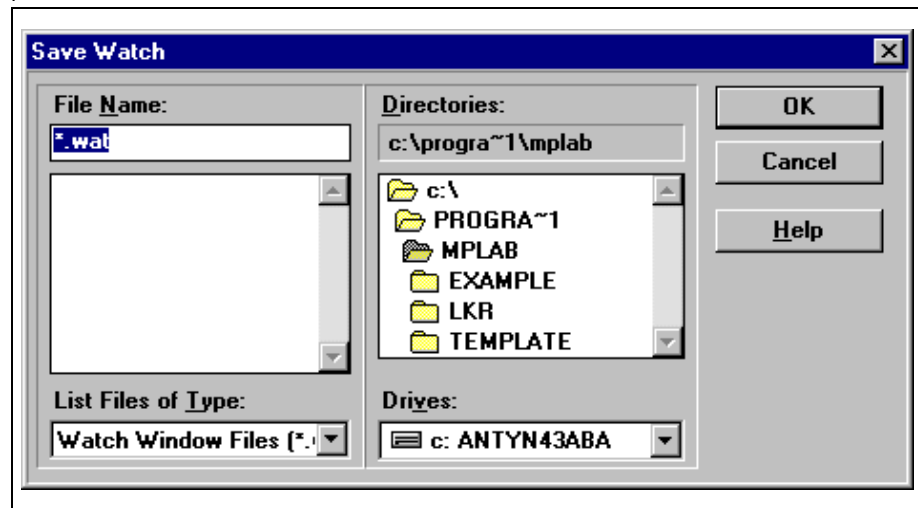 Save Watch
File Name:
*.wat
List Files of Type:
Watch Window Files (*.
Directories:
c:\progra~1\mplab
c:\
PROGRA~1
MPLAB
EXAMPLE
LKR
TEMPLATE
Drives:
c: ANTYN43ABA
OK
Cancel
Help